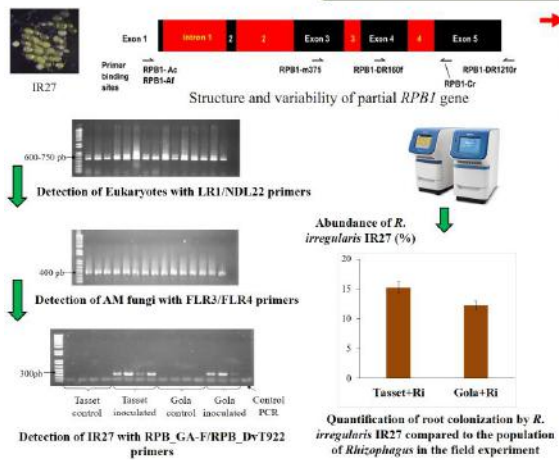 Exon 1
Intron 1
2
2
Exon 3
3
Exon 4
4
Exon 5
Primer
binding
sites
RPB1- Ac
RPB1-Af
RPB1-m375
RPB1-DR160f
RPB1-Cr
RPB1-DR1210r
IR27
Structure and variability of partial RPB1 gene
600-750 pb
Detection of Eukaryotes with LR1/NDL22 primers
400 pb
Detection of AM fungi with FLR3/FLR4 primers
300pb
Tasset
control
Tasset
inoculated
Gola
control
Gola
inoculated
Control
PCR
Detection of IR27 with RPB_GA-F/RPB_DvT922
primers
Abundance of R.
irregularis IR27 (%)
20
15
10
5
0
Tasset+Ri
Gola+Ri
Quantification of root colonization by R.
irregularis IR27 compared to the population
of Rhizophagus in the field experiment